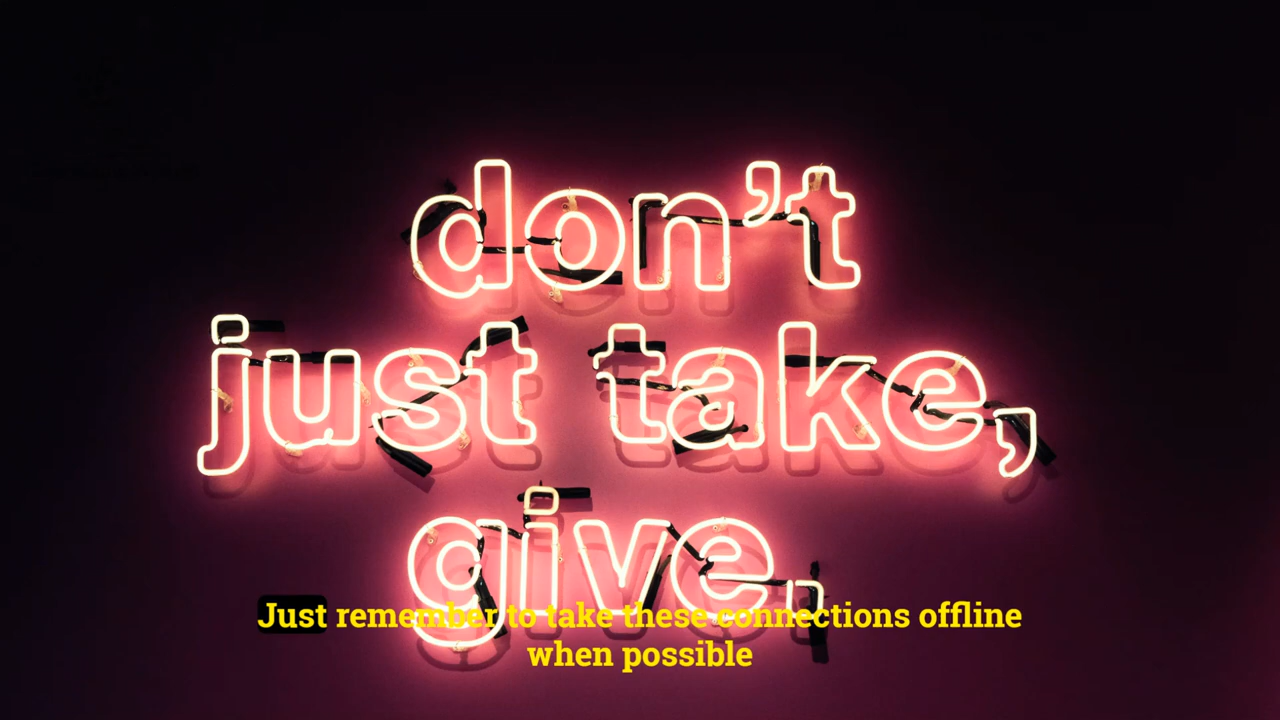 don't
just take,
give.
Just remember to take these connections offline
when possible